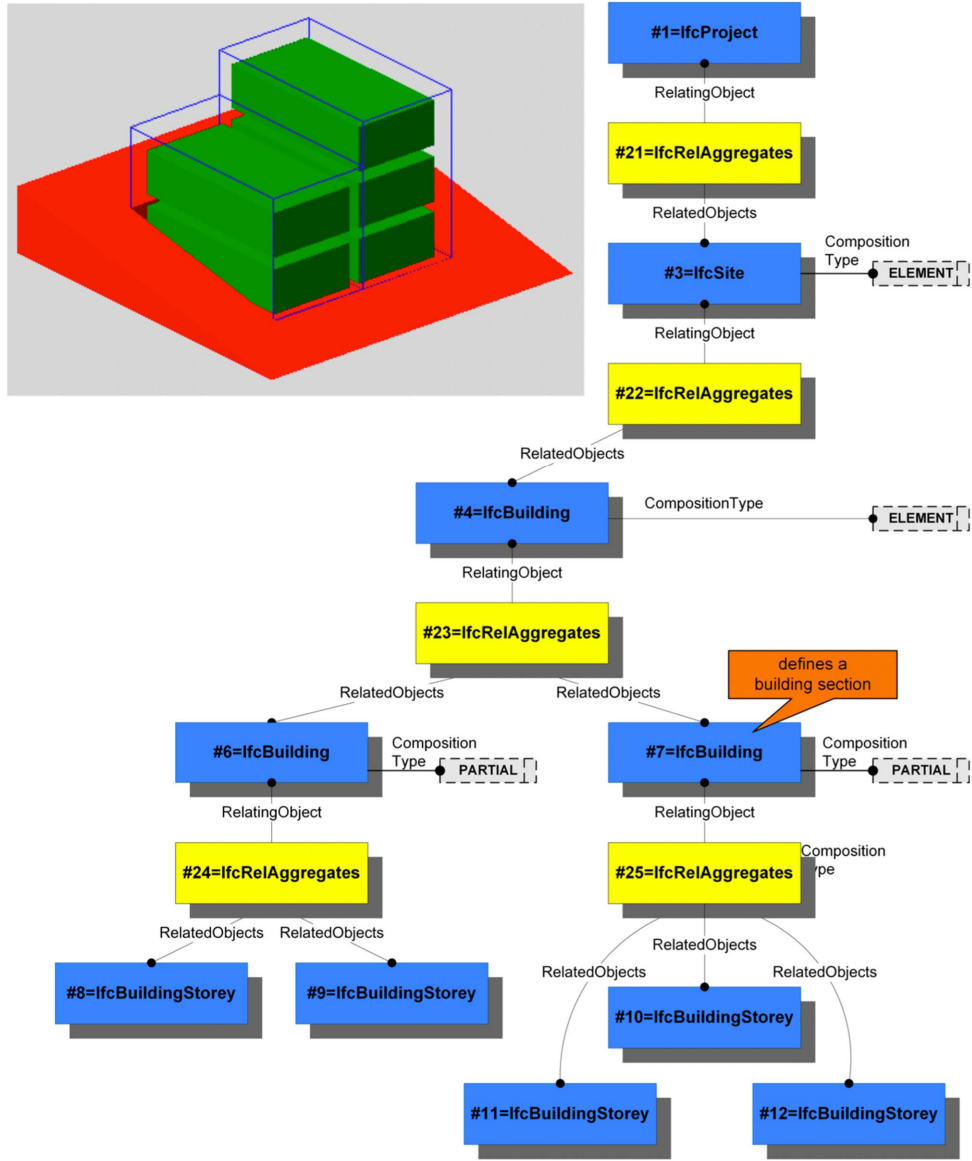 #1=IfcProject
RelatingObject
#21=IfcRelAggregates
RelatedObjects
#3=IfcSite
Composition
Type
ELEMENT
RelatingObject
#22=IfcRelAggregates
RelatedObjects
#4=IfcBuilding
CompositionType
ELEMENT
RelatingObject
#23=IfcRelAggregates
defines a
building section
RelatedObjects
RelatedObjects
#6=IfcBuilding
Composition
Type
PARTIAL
#7=IfcBuilding
Composition
Type
PARTIAL
RelatingObject
RelatingObject
#24=IfcRelAggregates
#25=IfcRelAggregates
Composition
ype
RelatedObjects
RelatedObjects
RelatedObjects
RelatedObjects
RelatedObjects
#8=IfcBuildingStorey
#9=IfcBuildingStorey
#10=IfcBuildingStorey
#11=IfcBuildingStorey
#12=IfcBuildingStorey